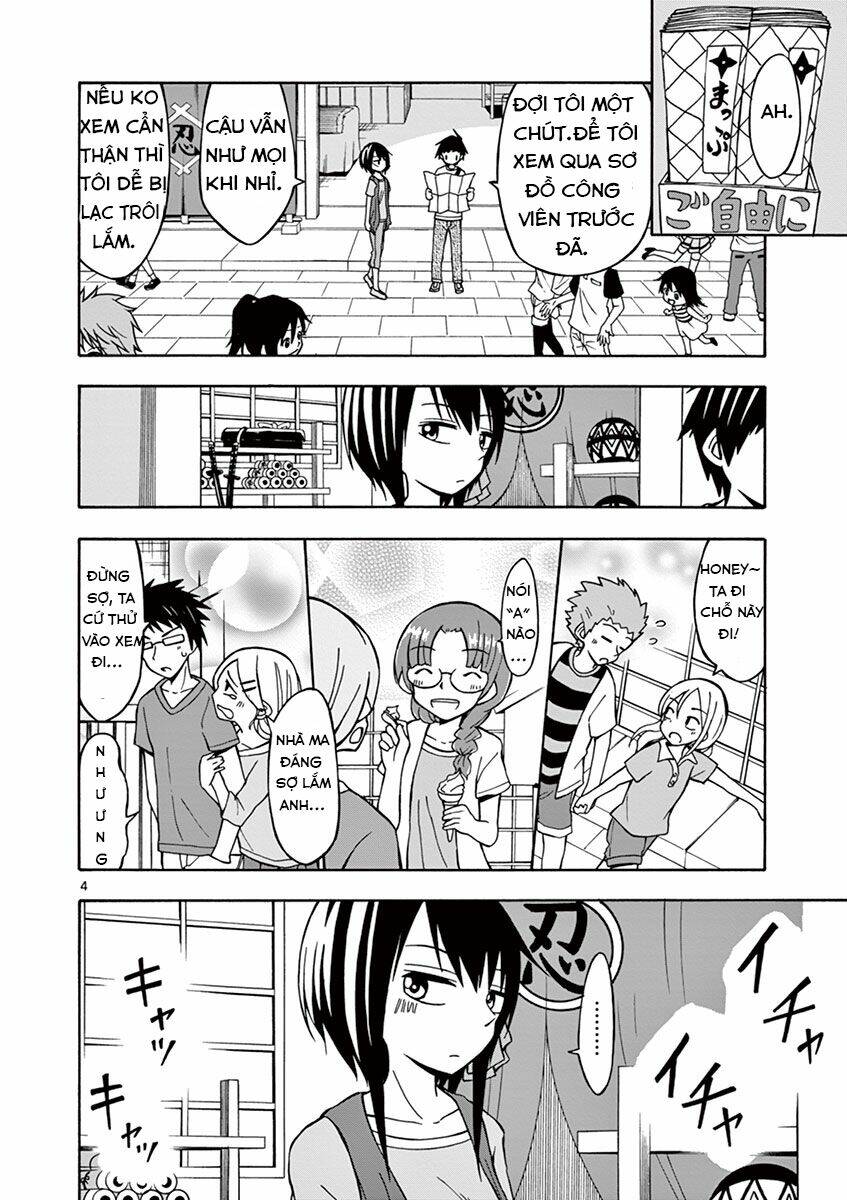 AH.
まっぷ
ご自由に
ĐỢI TÔI MỘT
CHÚT.ĐỂ TÔI
XEM QUA SƠ
ĐỒ CÔNG
VIÊN TRƯỚC
ĐÃ.
CẬU VẪN
NHƯ MỌI
KHI NHỈ.
NẾU KO
XEM CẨN
THẬN THÌ
TÔI DỄ BỊ
LẠC TRÔI
LẮM.
忍
忍
HONEY~
TA ĐI
CHỖ NÀY
ĐI!
NÓI
“A“
NÀO
...
NHÀ MA
ĐÁNG
SỢ LẮM
ANH...
ĐỪNG
SỢ, TA
CỨ THỬ
VÀO XEM
ĐI...
N
H
Ư
Ư
N
G
4
イチャ
イチャ
忍
.........
キャッ
キャッ